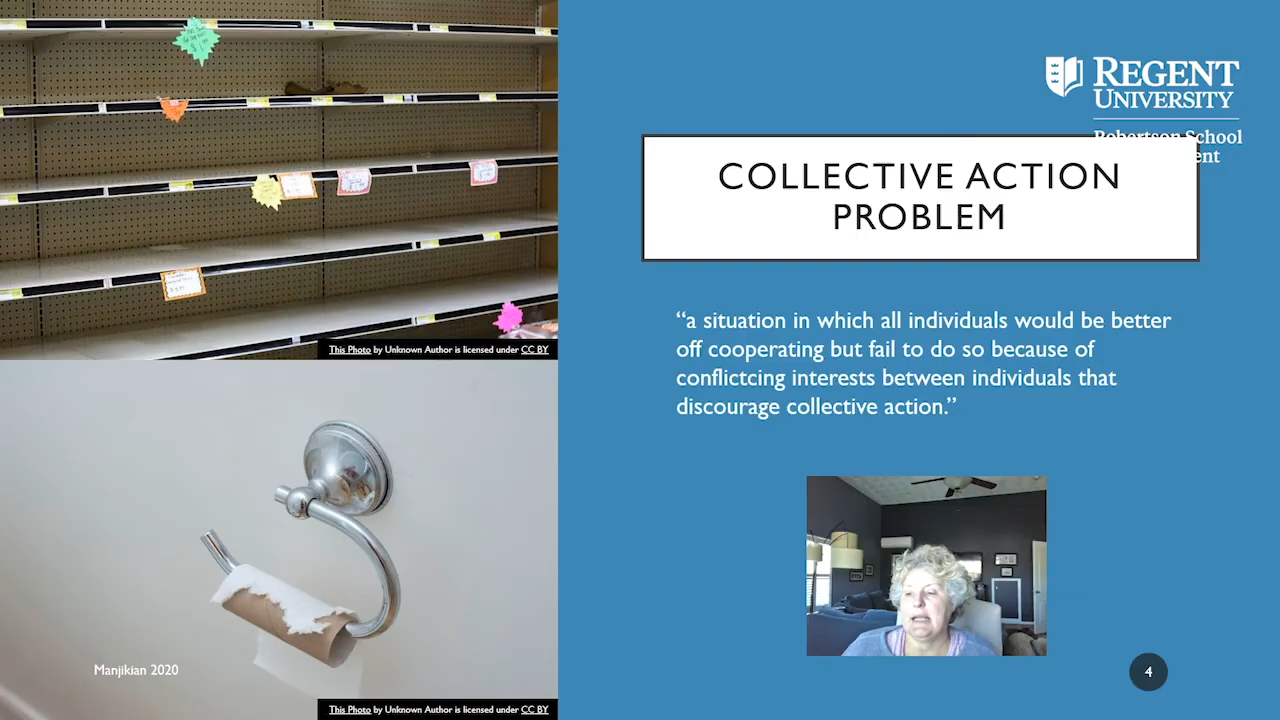 REGENT
UNIVERSITY
Robertson School
COLLECTIVE ACTION
PROBLEM
“a situation in which all individuals would be better
off cooperating but fail to do so because of
conflictcing interests between individuals that
discourage collective action.”
This Photo by Unknown Author is licensed under CC BY
Manjikian 2020
This Photo by Unknown Author is licensed under CC BY
4